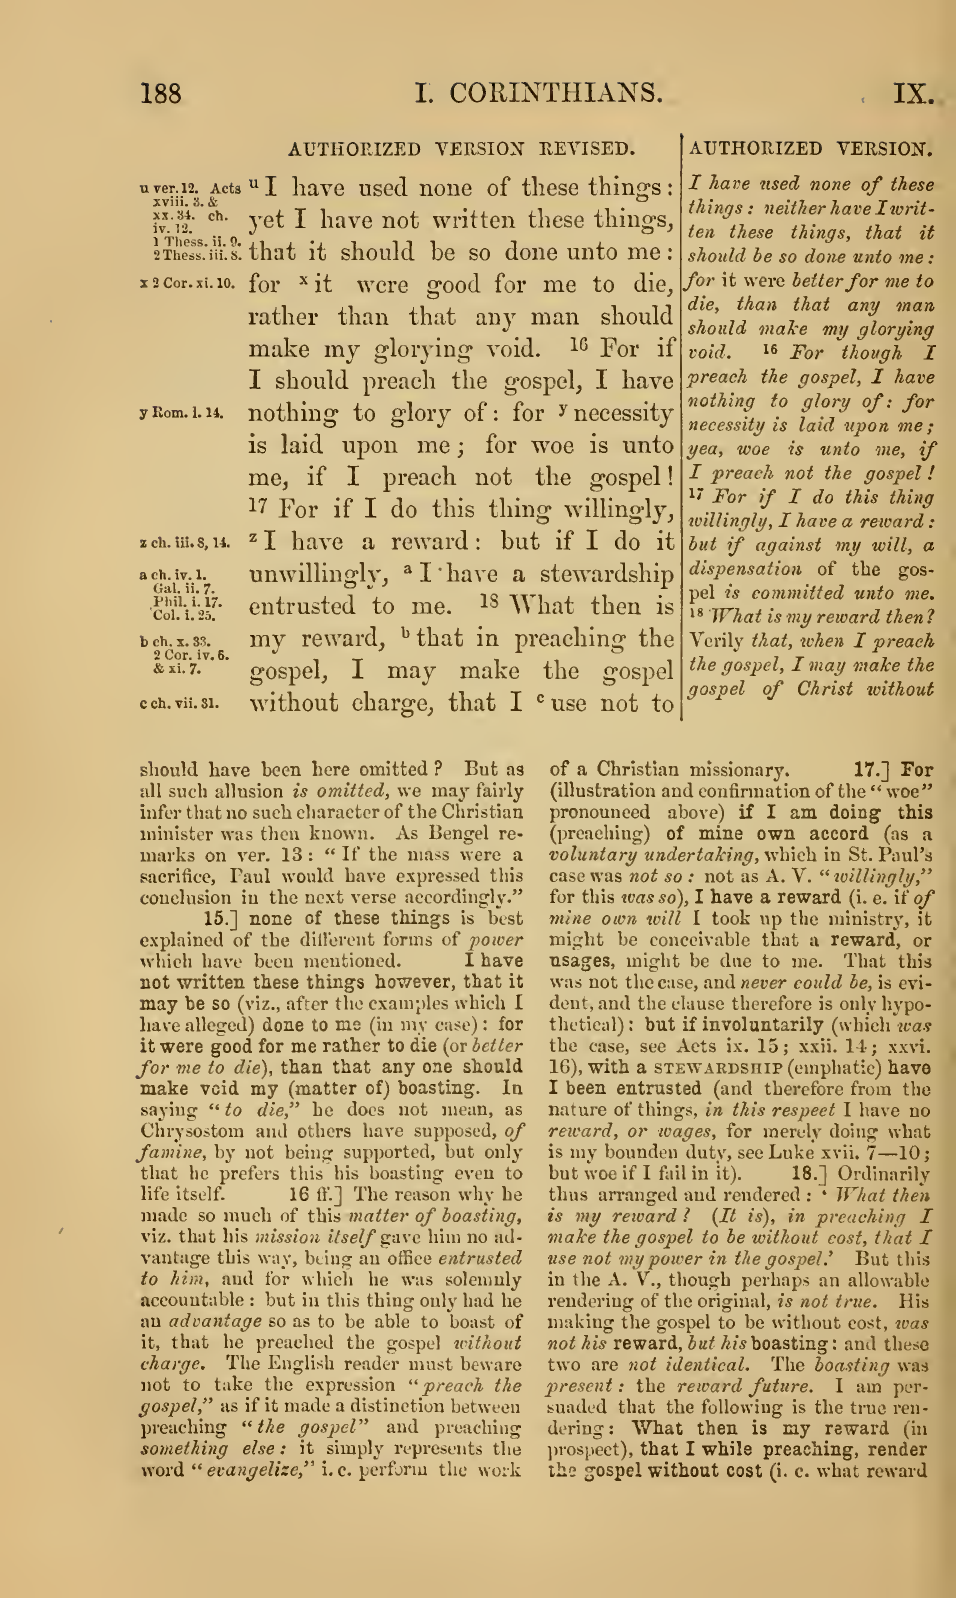 188 I. CORINTHIANS. IX.
AUTHORIZED VERSION REVISED.
u ver. 12. Acts
xviii. 3. &
xx. 34. ch.
iv. 12.
1 Thess. ii. 9.
2 Thess. iii. 8.
x 2 Cor. xi. 10.
y Rom. i. 14.
z ch. iii. 8, 14.
a ch. iv. 1.
Gal. ii. 7.
Phil. i. 17.
Col. i. 25.
b ch. x. 33.
2 Cor. iv. 5.
& xi. 7.
c ch. vii. 31.
u I have used none of these things:
yet I have not written these things,
that it should be so done unto me:
for x it were good for me to die,
rather than that any man should
make my glorying void. 16 For if
I should preach the gospel, I have
nothing to glory of: for y necessity
is laid upon me; for woe is unto
me, if I preach not the gospel!
17 For if I do this thing willingly,
z I have a reward: but if I do it
unwillingly, a I have a stewardship
entrusted to me. 18 What then is
my reward, b that in preaching the
gospel, I may make the gospel
without charge, that I c use not to
AUTHORIZED VERSION.
I have used none of these
things: neither have I writ-
ten these things, that it
should be so done unto me:
for it were better for me to
die, than that any man
should make my glorying
void. 16 For though I
preach the gospel, I have
nothing to glory of: for
necessity is laid upon me;
yea, woe is unto me, if
I preach not the gospel!
17 For if I do this thing
willingly, I have a reward:
but if against my will, a
dispensation of the gos-
pel is committed unto me.
18 What is my reward then?
Verily that, when I preach
the gospel, I may make the
gospel of Christ without
should have been here omitted? But as
all such allusion is omitted, we may fairly
infer that no such character of the Christian
minister was then known. As Bengel re-
marks on ver. 13: "If the mass were a
sacrifice, Paul would have expressed this
conclusion in the next verse accordingly."
15.] none of these things is best
explained of the different forms of power
which have been mentioned. I have
not written these things however, that it
may be so (viz., after the examples which I
have alleged) done to me (in my case): for
it were good for me rather to die (or better
for me to die), than that any one should
make void my (matter of) boasting. In
saying "to die," he does not mean, as
Chrysostom and others have supposed, of
famine, by not being supported, but only
that he prefers this his boasting even to
life itself. 16 ff.] The reason why he
made so much of this matter of boasting,
viz. that his mission itself gave him no ad-
vantage this way, being an office entrusted
to him, and for which he was solemnly
accountable: but in this thing only had he
an advantage so as to be able to boast of
it, that he preached the gospel without
charge. The English reader must beware
not to take the expression "preach the
gospel," as if it made a distinction between
preaching "the gospel" and preaching
something else: it simply represents the
word "evangelize," i. e. perform the work
of a Christian missionary. 17.] For
(illustration and confirmation of the "woe"
pronounced above) if I am doing this
(preaching) of mine own accord (as a
voluntary undertaking, which in St. Paul's
case was not so: not as A. V. "willingly,"
for this was so), I have a reward (i. e. if of
mine own will I took up the ministry, it
might be conceivable that a reward, or
usages, might be due to me. That this
was not the case, and never could be, is evi-
dent, and the clause therefore is only hypo-
thetical): but if involuntarily (which was
the case, see Acts ix. 15; xxii. 14; xxvi.
16), with a STEWARDSHIP (emphatic) have
I been entrusted (and therefore from the
nature of things, in this respect I have no
reward, or wages, for merely doing what
is my bounden duty, see Luke xvii. 7—10;
but woe if I fail in it). 18.] Ordinarily
thus arranged and rendered: ' What then
is my reward? (It is), in preaching I
make the gospel to be without cost, that I
use not my power in the gospel.' But this
in the A. V., though perhaps an allowable
rendering of the original, is not true. His
making the gospel to be without cost, was
not his reward, but his boasting: and these
two are not identical. The boasting was
present: the reward future. I am per-
suaded that the following is the true ren-
dering: What then is my reward (in
prospect), that I while preaching, render
the gospel without cost (i. e. what reward